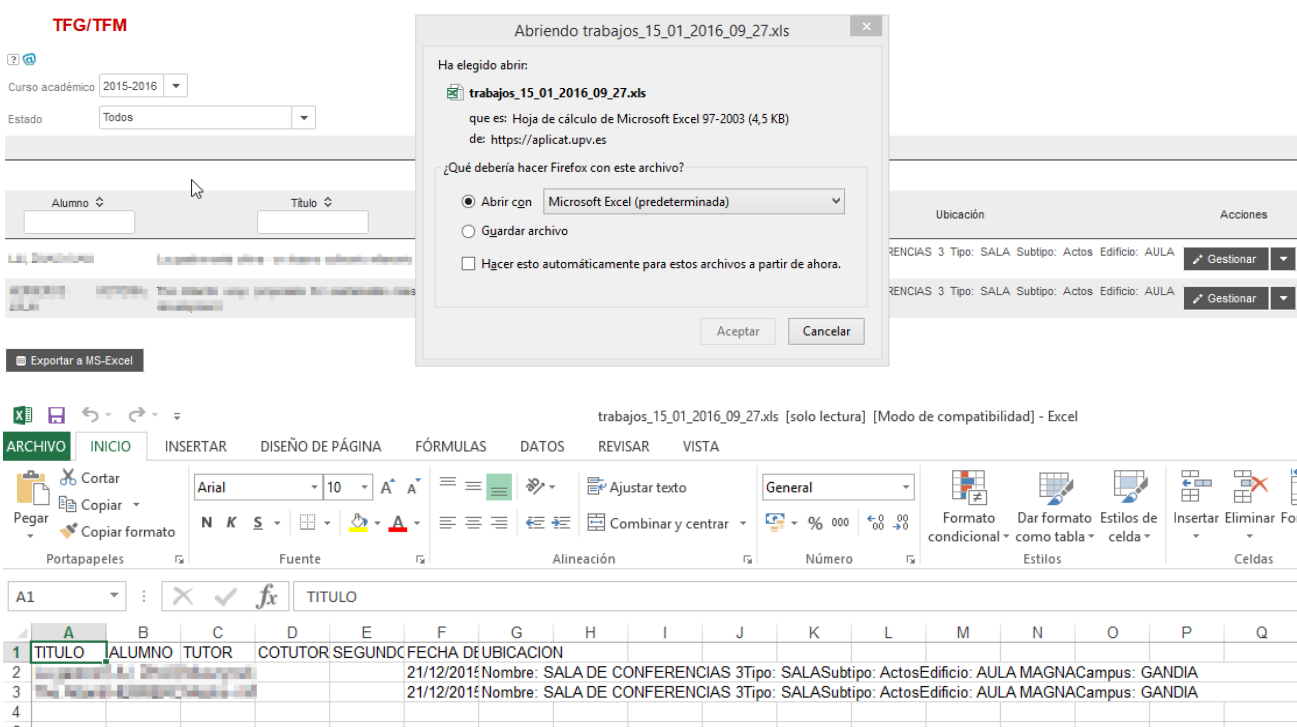 TFG/TFM
?
Curso académico 2015-2016
Estado Todos
Alumno Título Ubicación Acciones
RENCIAS 3 Tipo: SALA Subtipo: Actos Edificio: AULA Gestionar
RENCIAS 3 Tipo: SALA Subtipo: Actos Edificio: AULA Gestionar
Exportar a MS-Excel
Abriendo trabajos_15_01_2016_09_27.xls
Ha elegido abrir:
trabajos_15_01_2016_09_27.xls
que es: Hoja de cálculo de Microsoft Excel 97-2003 (4,5 KB)
de: https://aplicat.upv.es
¿Qué debería hacer Firefox con este archivo?
Abrir con Microsoft Excel (predeterminada)
Guardar archivo
Hacer esto automáticamente para estos archivos a partir de ahora.
Aceptar Cancelar
trabajos_15_01_2016_09_27.xls [solo lectura] [Modo de compatibilidad] - Excel
ARCHIVO INICIO INSERTAR DISEÑO DE PÁGINA FÓRMULAS DATOS REVISAR VISTA
Pegar
Cortar
Copiar
Copiar formato
Portapapeles
Arial 10 A A
N K S A
Fuente
Ajustar texto
Combinar y centrar
Alineación
General
% 000
Número
Formato condicional
Dar formato como tabla
Estilos de celda
Estilos
Insertar Eliminar Fo
Celdas
A1 fx TITULO
A B C D E F G H I J K L M N O P Q
1 TITULO ALUMNO TUTOR COTUTOR SEGUNDO FECHA DE UBICACION
2 21/12/2015 Nombre: SALA DE CONFERENCIAS 3Tipo: SALASubtipo: ActosEdificio: AULA MAGNACampus: GANDIA
3 21/12/2015 Nombre: SALA DE CONFERENCIAS 3Tipo: SALASubtipo: ActosEdificio: AULA MAGNACampus: GANDIA
4